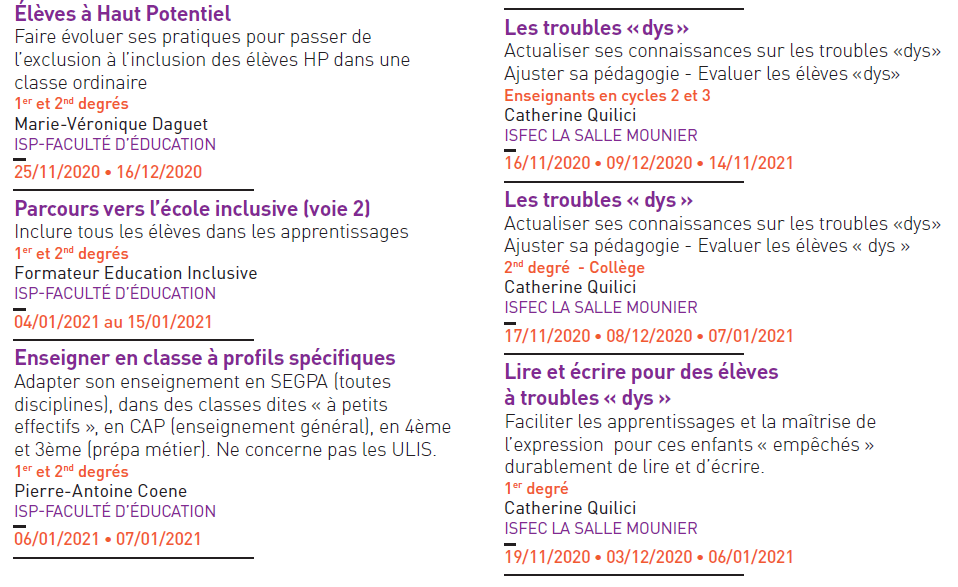 Élèves à Haut Potentiel
Faire évoluer ses pratiques pour passer de
l'exclusion à l'inclusion des élèves HP dans une
classe ordinaire
1er et 2nd degrés
Marie-Véronique Daguet
ISP-FACULTÉ D'ÉDUCATION
25/11/2020 • 16/12/2020
Parcours vers l'école inclusive (voie 2)
Inclure tous les élèves dans les apprentissages
1er et 2nd degrés
Formateur Education Inclusive
ISP-FACULTÉ D'ÉDUCATION
04/01/2021 au 15/01/2021
Enseigner en classe à profils spécifiques
Adapter son enseignement en SEGPA (toutes
disciplines), dans des classes dites « à petits
effectifs », en CAP (enseignement général), en 4ème
et 3ème (prépa métier). Ne concerne pas les ULIS.
1er et 2nd degrés
Pierre-Antoine Coene
ISP-FACULTÉ D'ÉDUCATION
06/01/2021 • 07/01/2021
Les troubles «dys»
Actualiser ses connaissances sur les troubles «dys»
Ajuster sa pédagogie - Evaluer les élèves «dys»
Enseignants en cycles 2 et 3
Catherine Quilici
ISFEC LA SALLE MOUNIER
16/11/2020 • 09/12/2020 • 14/11/2021
Les troubles « dys »
Actualiser ses connaissances sur les troubles «dys»
Ajuster sa pédagogie - Evaluer les élèves « dys »
2nd degré - Collège
Catherine Quilici
ISFEC LA SALLE MOUNIER
17/11/2020 • 08/12/2020 • 07/01/2021
Lire et écrire pour des élèves
à troubles « dys »
Faciliter les apprentissages et la maîtrise de
l'expression pour ces enfants « empêchés »
durablement de lire et d'écrire.
1er degré
Catherine Quilici
ISFEC LA SALLE MOUNIER
19/11/2020 • 03/12/2020 • 06/01/2021